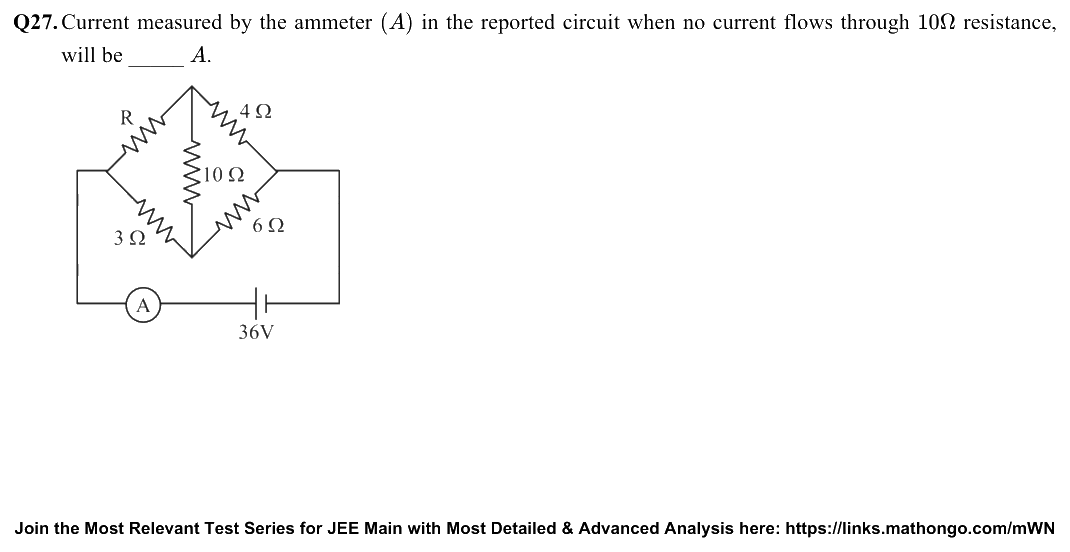 Q27. Current measured by the ammeter (A) in the reported circuit when no current flows through 10Ω resistance,
will be _____ A.
R
4 Ω
10 Ω
6 Ω
3 Ω
A
36V
Join the Most Relevant Test Series for JEE Main with Most Detailed & Advanced Analysis here: https://links.mathongo.com/mWN